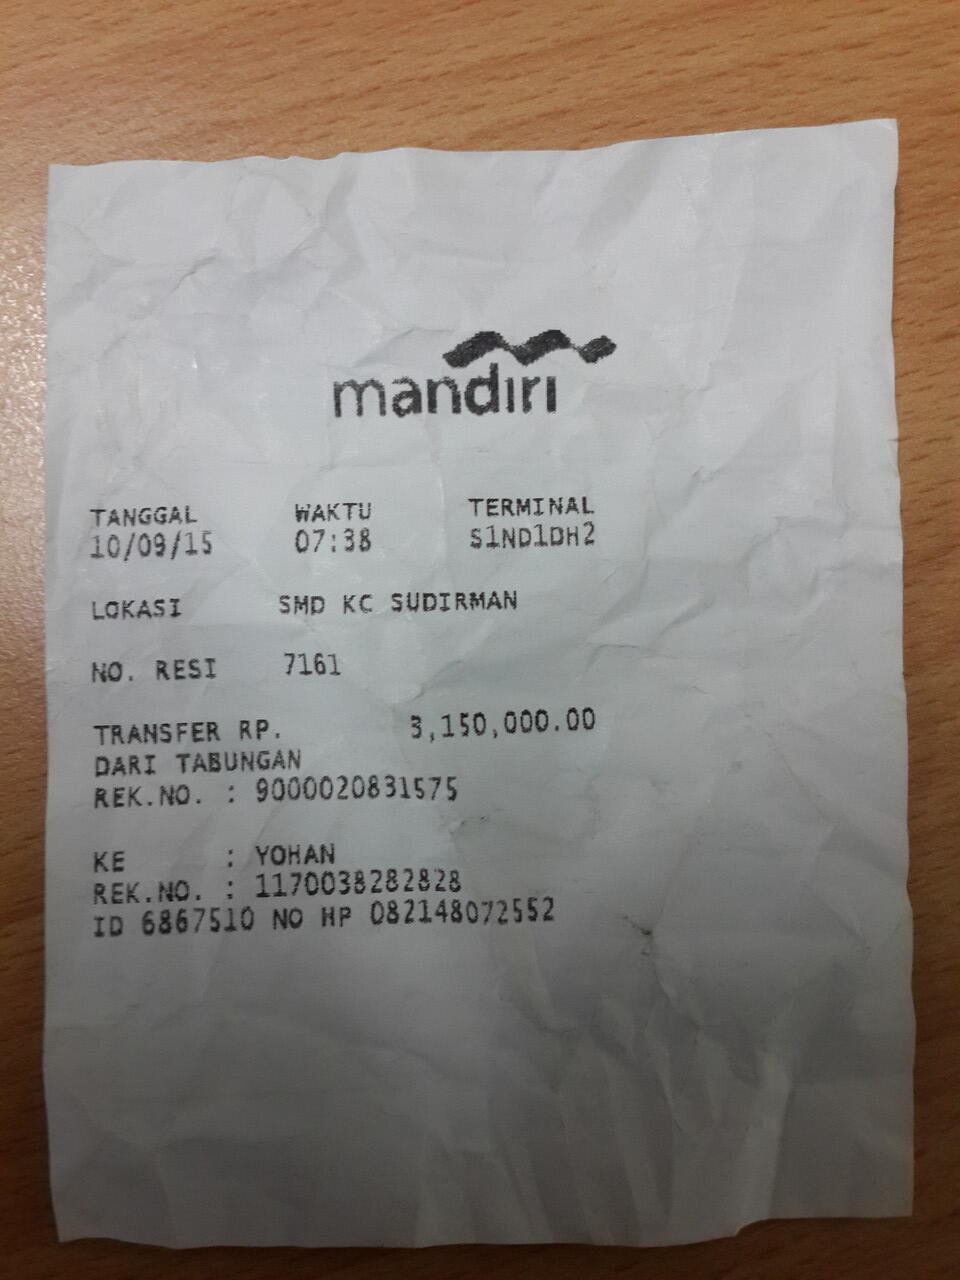 mandiri
TANGGAL WAKTU TERMINAL
10/09/15 07:38 S1ND1DH2
LOKASI SMD KC SUDIRMAN
NO. RESI 7161
TRANSFER RP. 3,150,000.00
DARI TABUNGAN
REK.NO. : 9000020831575
KE : YOHAN
REK.NO. : 1170038282828
ID 6867510 NO HP 082148072552